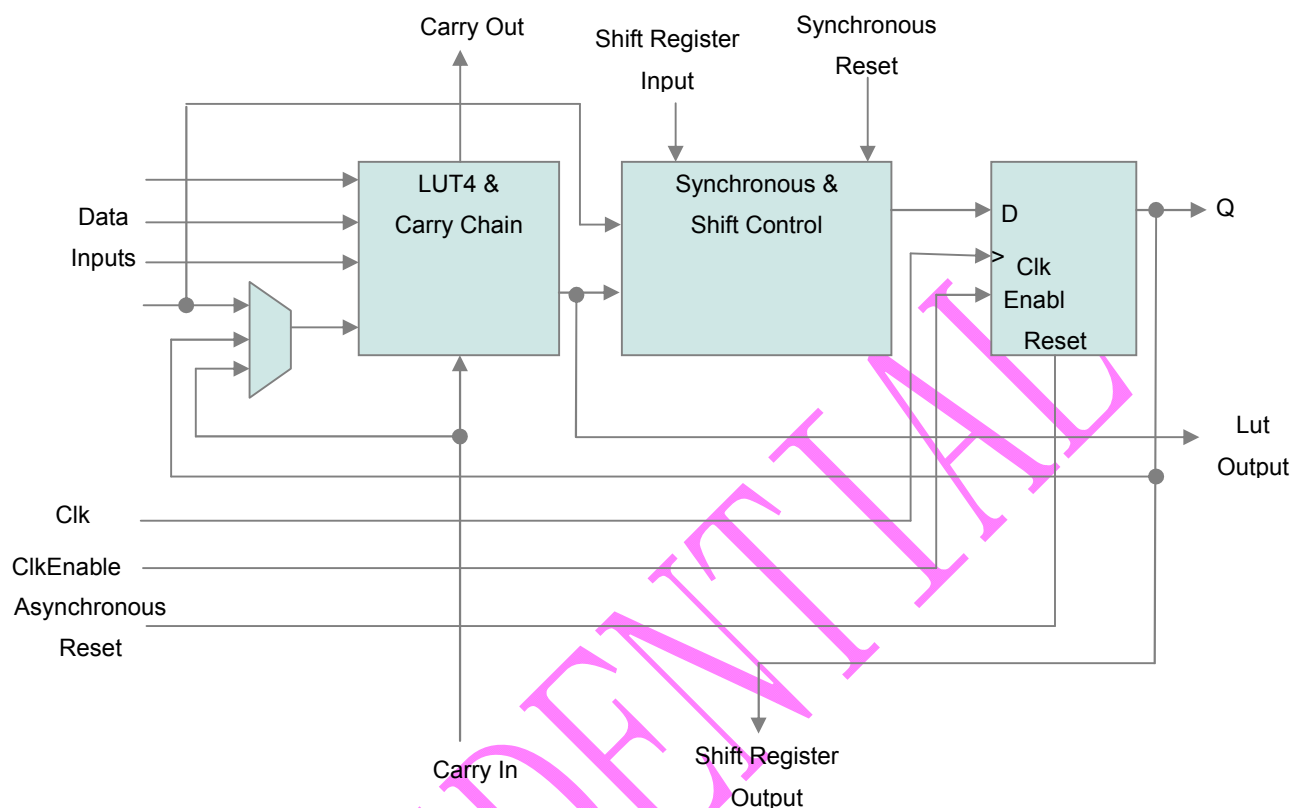 Carry Out
Shift Register
Input
Synchronous
Reset
LUT4 &
Carry Chain
Synchronous &
Shift Control
Data
Inputs
D
>
Clk
Enabl
Reset
Q
Lut
Output
Clk
ClkEnable
Asynchronous
Reset
Carry In
Shift Register
Output
DENTIAL